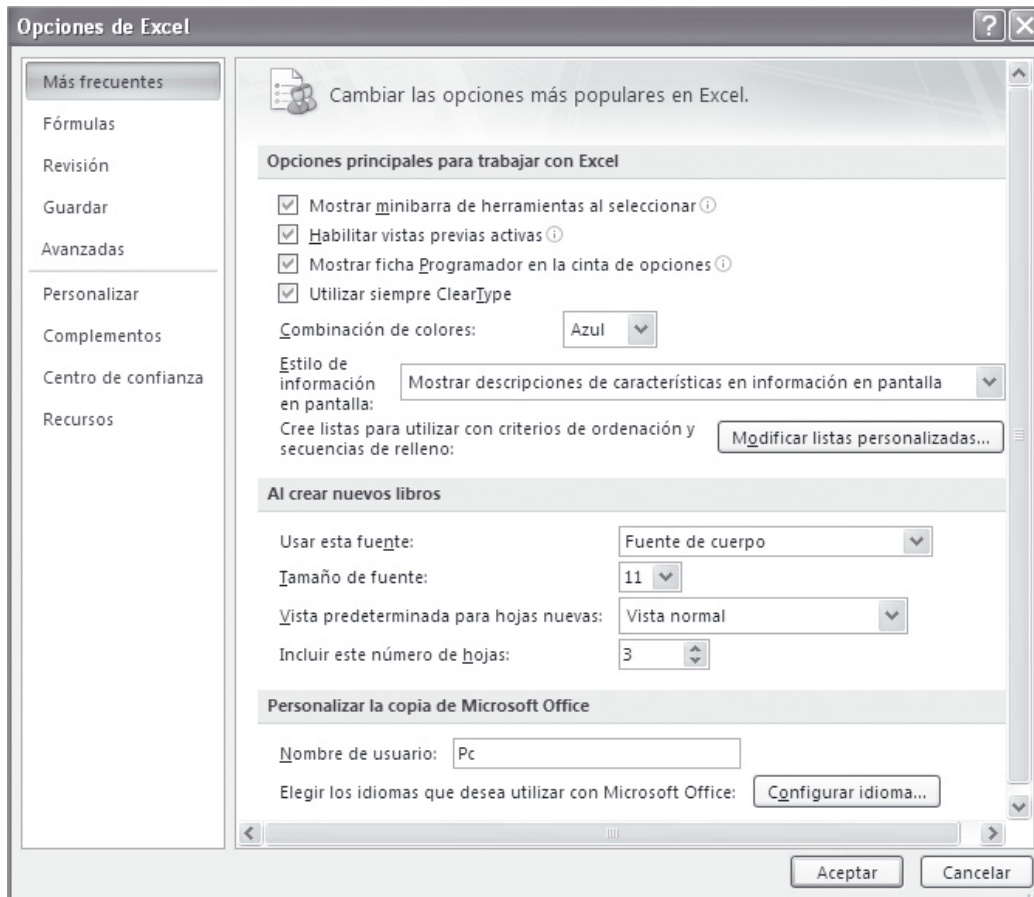 Opciones de Excel
Más frecuentes
Fórmulas
Revisión
Guardar
Avanzadas
Personalizar
Complementos
Centro de confianza
Recursos
Cambiar las opciones más populares en Excel.
Opciones principales para trabajar con Excel
Mostrar minibarra de herramientas al seleccionar
Habilitar vistas previas activas
Mostrar ficha Programador en la cinta de opciones
Utilizar siempre ClearType
Combinación de colores: Azul
Estilo de
información
en pantalla:
Mostrar descripciones de características en información en pantalla
Cree listas para utilizar con criterios de ordenación y
secuencias de relleno:
Modificar listas personalizadas...
Al crear nuevos libros
Usar esta fuente: Fuente de cuerpo
Tamaño de fuente: 11
Vista predeterminada para hojas nuevas: Vista normal
Incluir este número de hojas: 3
Personalizar la copia de Microsoft Office
Nombre de usuario: Pc
Elegir los idiomas que desea utilizar con Microsoft Office: Configurar idioma...
Aceptar Cancelar